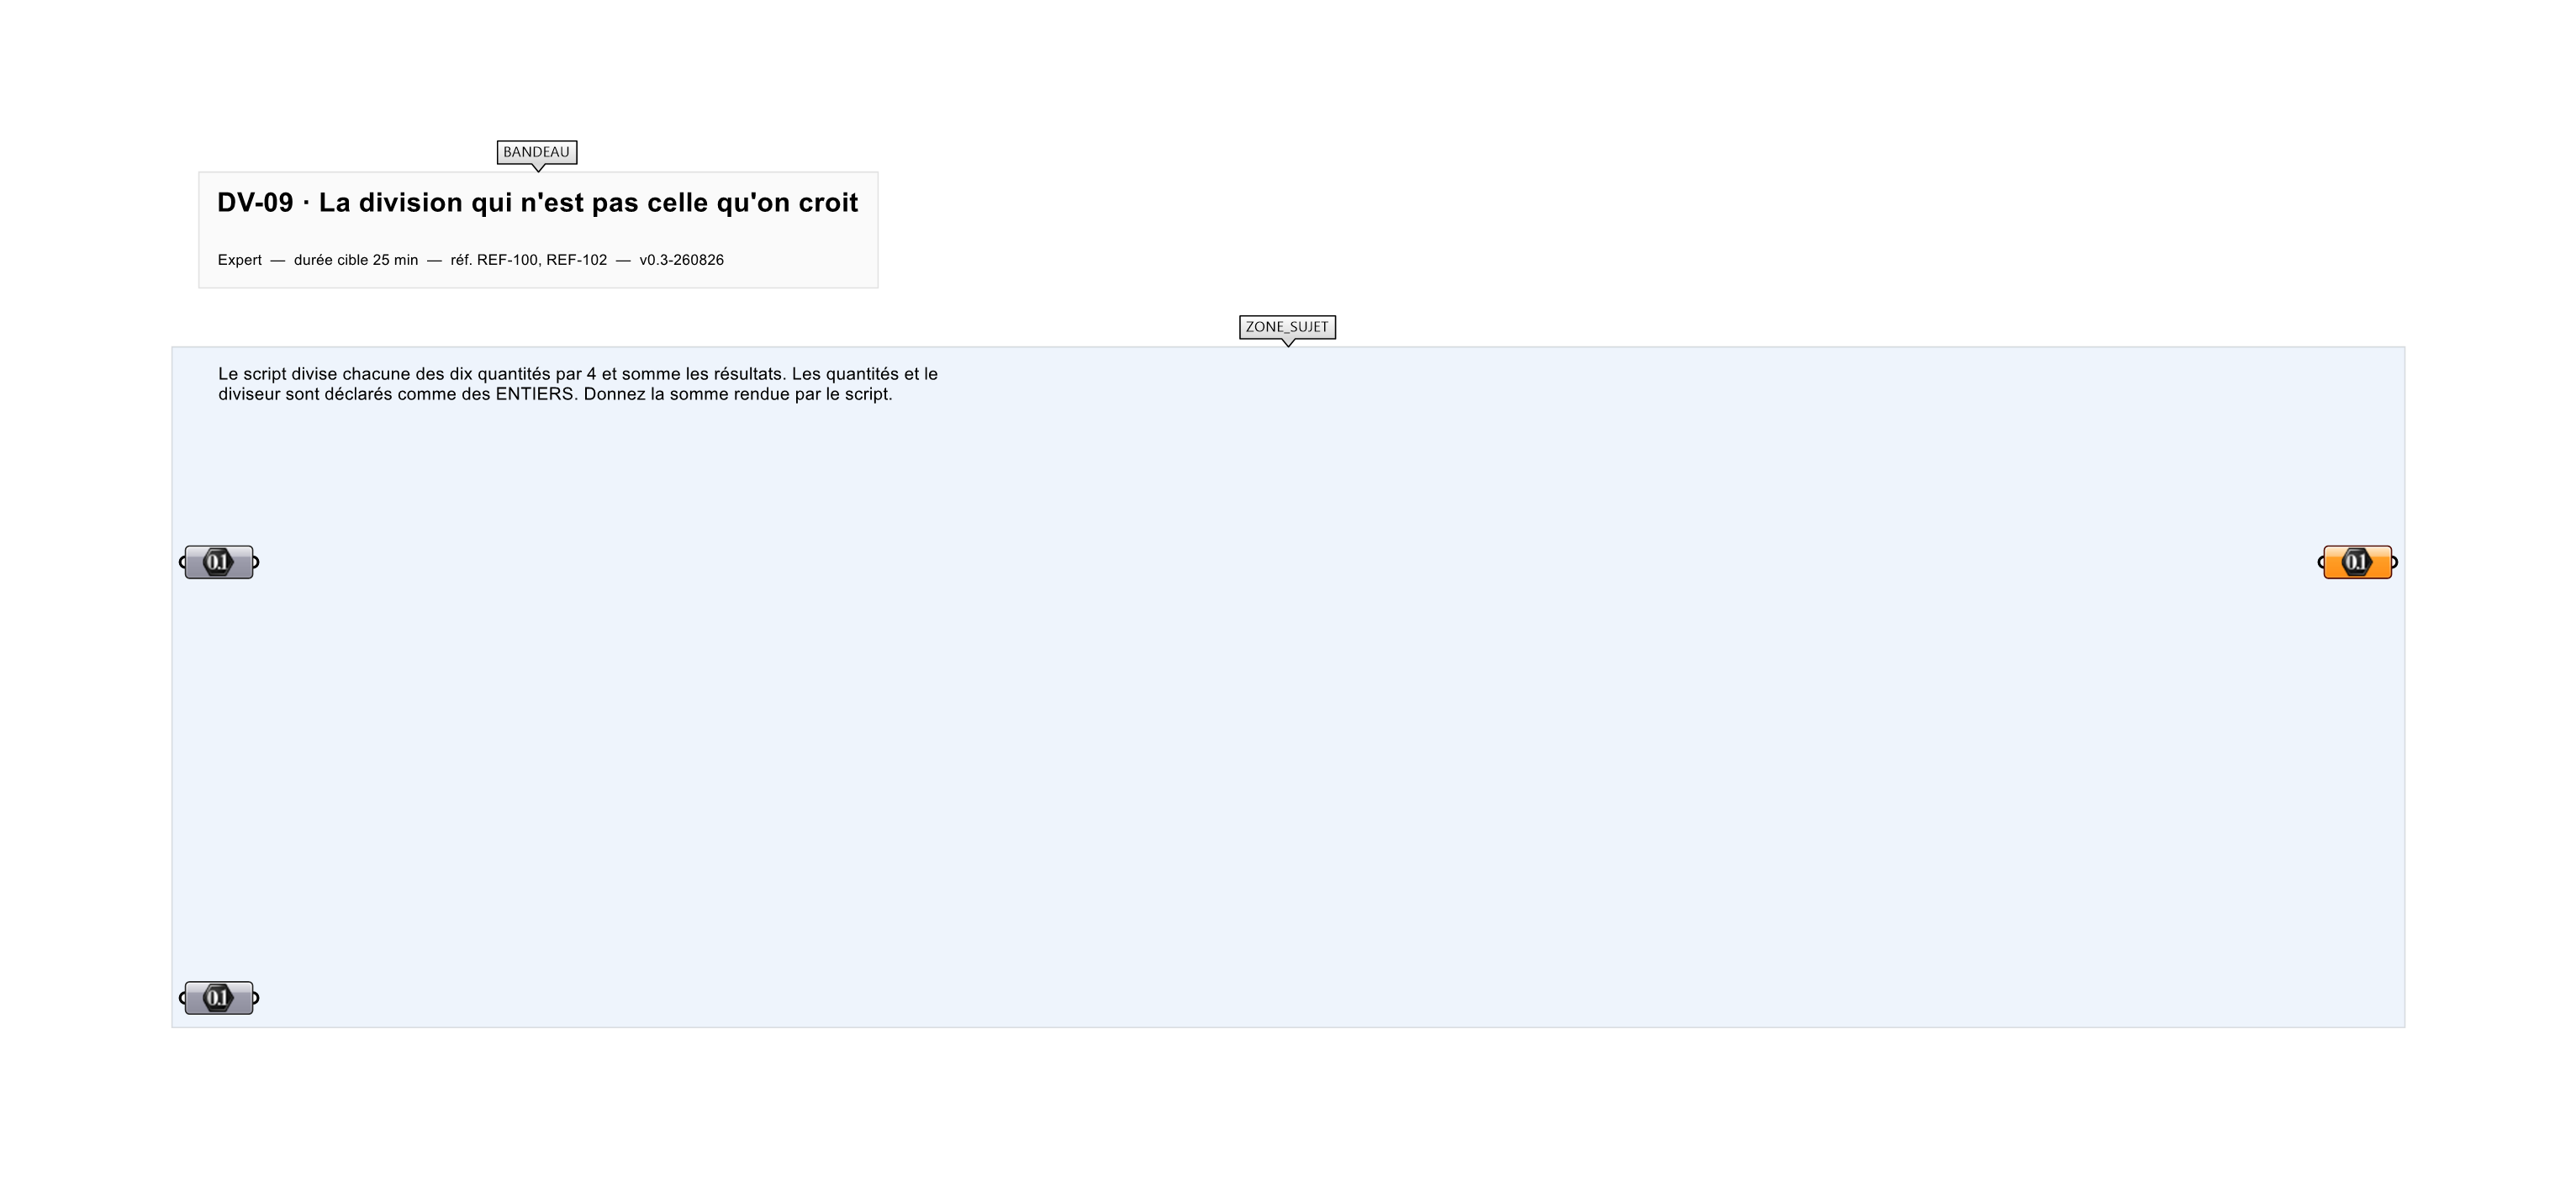 BANDEAU
DV-09 · La division qui n'est pas celle qu'on croit
Expert — durée cible 25 min — réf. REF-100, REF-102 — v0.3-260826
ZONE_SUJET
Le script divise chacune des dix quantités par 4 et somme les résultats. Les quantités et le
diviseur sont déclarés comme des ENTIERS. Donnez la somme rendue par le script.
0.1
0.1
0.1